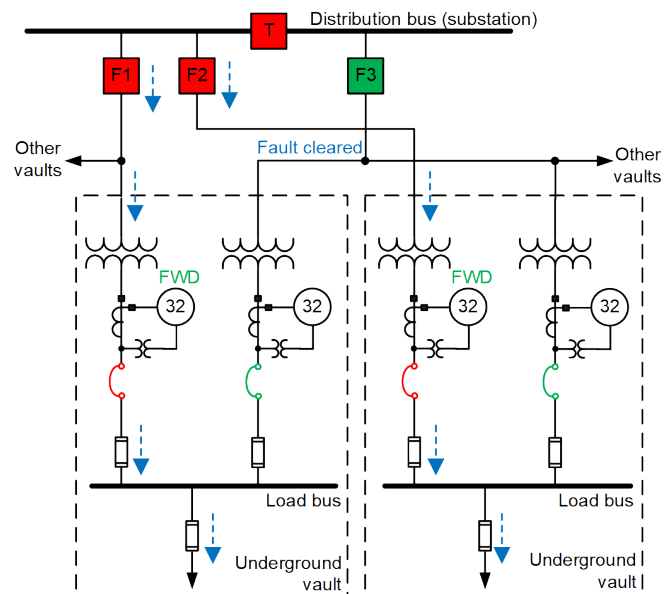 Distribution bus (substation)
T
F1
F2
F3
Fault cleared
Other
vaults
Other
vaults
FWD
FWD
32
32
32
32
Load bus
Load bus
Underground
vault
Underground
vault